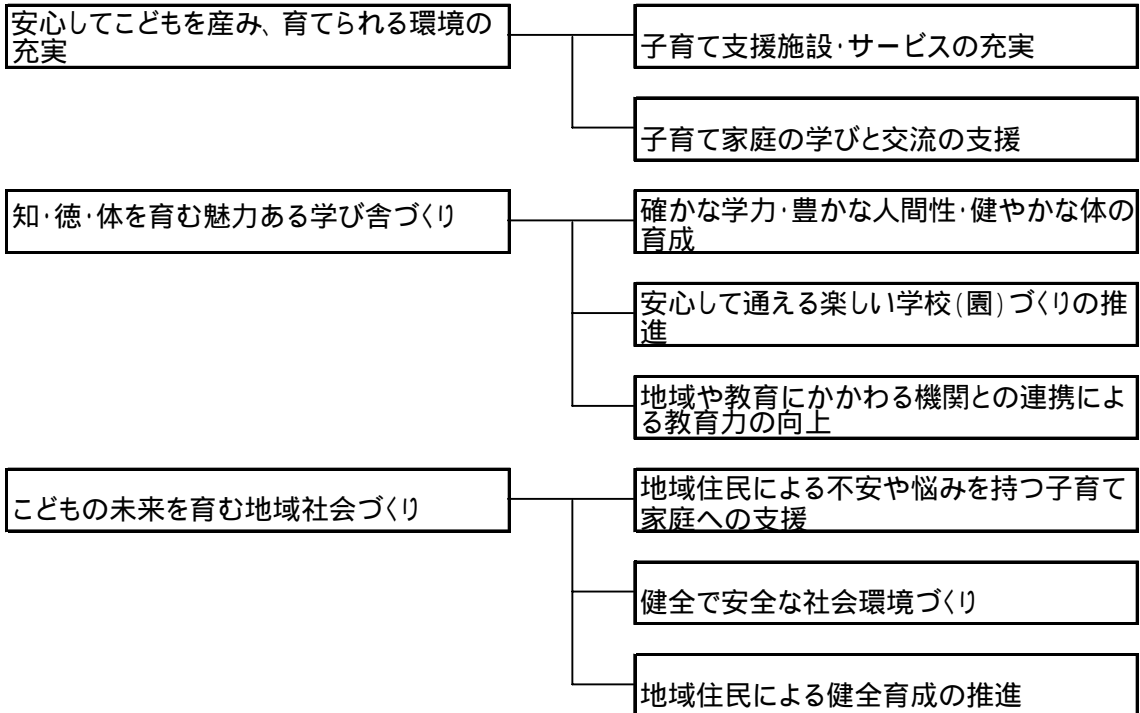 安心してこどもを産み、育てられる環境の
充実
子育て支援施設・サービスの充実
子育て家庭の学びと交流の支援
知・徳・体を育む魅力ある学び舎づくり
確かな学力・豊かな人間性・健やかな体の
育成
安心して通える楽しい学校(園)づくりの推
進
地域や教育にかかわる機関との連携によ
る教育力の向上
こどもの未来を育む地域社会づくり
地域住民による不安や悩みを持つ子育て
家庭への支援
健全で安全な社会環境づくり
地域住民による健全育成の推進